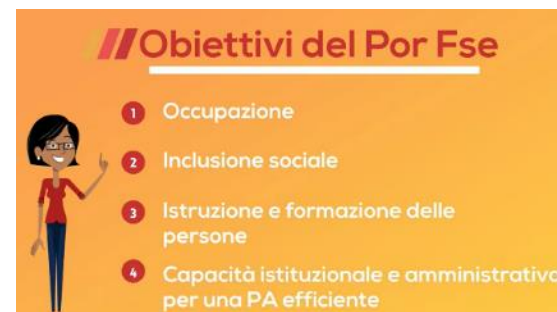 Obiettivi del Por Fse
1 Occupazione
2 Inclusione sociale
3 Istruzione e formazione delle
persone
4 Capacità istituzionale e amministrativa
per una PA efficiente